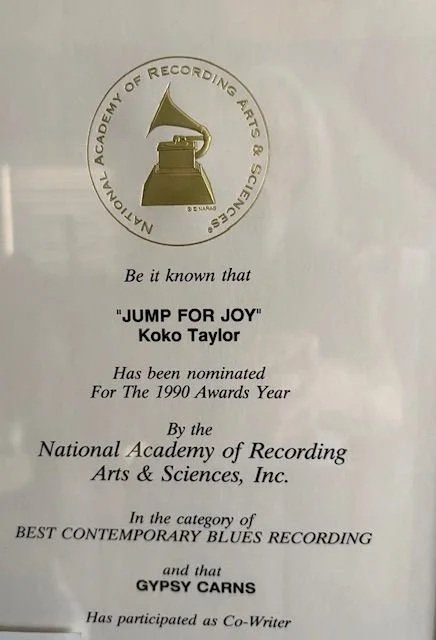 NATIONAL ACADEMY OF RECORDING ARTS & SCIENCES®
© NARAS
Be it known that
"JUMP FOR JOY"
Koko Taylor
Has been nominated
For The 1990 Awards Year
By the
National Academy of Recording
Arts & Sciences, Inc.
In the category of
BEST CONTEMPORARY BLUES RECORDING
and that
GYPSY CARNS
Has participated as Co-Writer